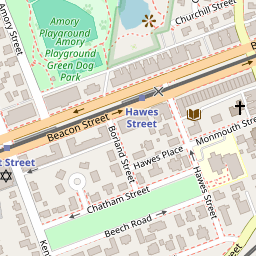 Amory Street
Amory
Playground
Amory
Playground
Green Dog
Park
Churchill Street
Beacon Street
Hawes
Street
Borland Street
Monmouth Street
Hawes Place
Hawes Street
t Street
Chatham Street
Beech Road
Ken